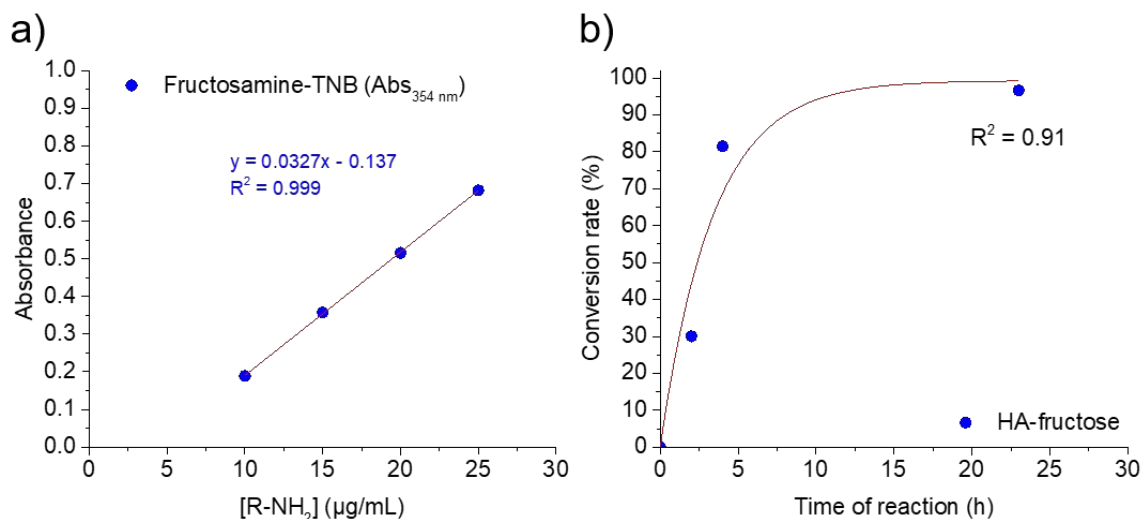 a)
Absorbance
1.0
0.9
0.8
0.7
0.6
0.5
0.4
0.3
0.2
0.1
0.0
Fructosamine-TNB (Abs354 nm)
y = 0.0327x - 0.137
R² = 0.999
0 5 10 15 20 25 30
[R-NH₂] (µg/mL)
b)
Conversion rate (%)
100
90
80
70
60
50
40
30
20
10
0
R² = 0.91
HA-fructose
0 5 10 15 20 25 30
Time of reaction (h)